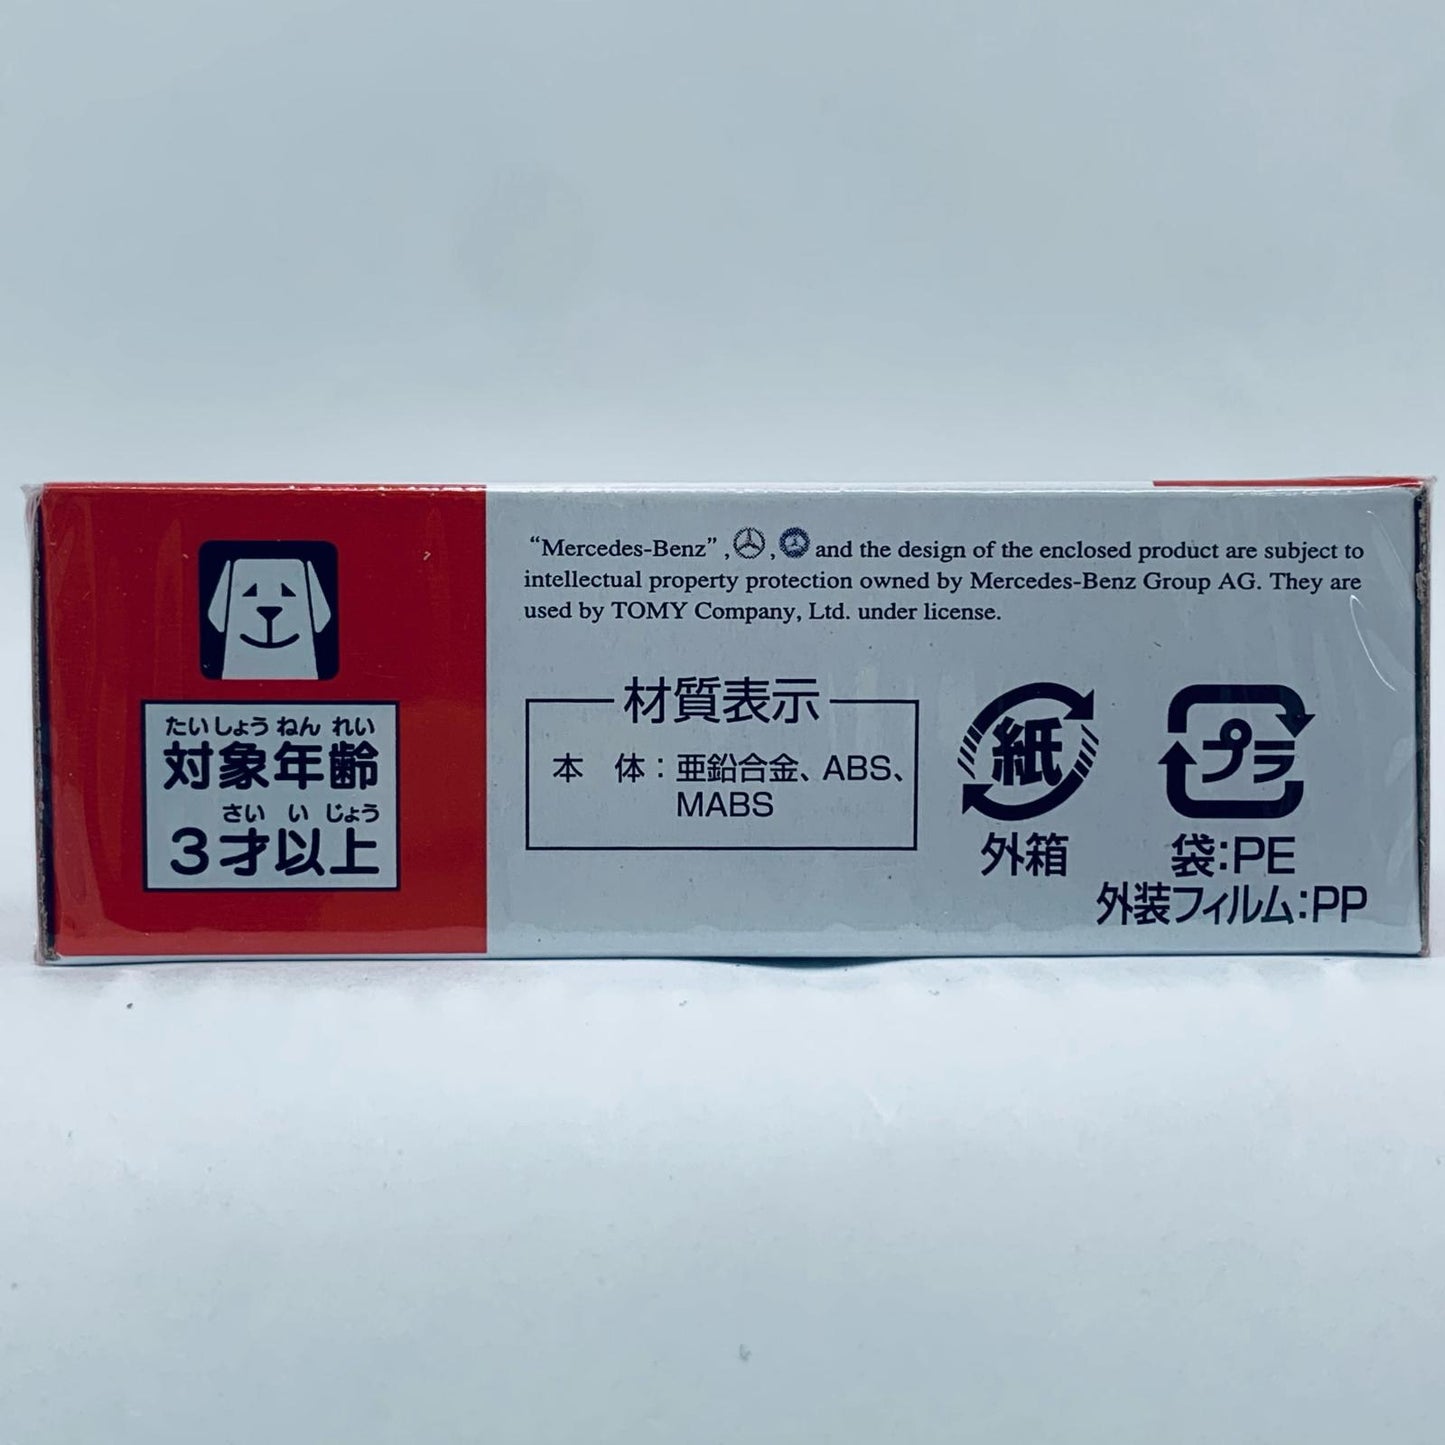 たいしょうねんれい
対象年齢
さいいじょう
3才以上
“Mercedes-Benz”, , and the design of the enclosed product are subject to
intellectual property protection owned by Mercedes-Benz Group AG. They are
used by TOMY Company, Ltd. under license.
材質表示
本 体：亜鉛合金、ABS、
MABS
紙
外箱
プラ
袋:PE
外装フィルム:PP